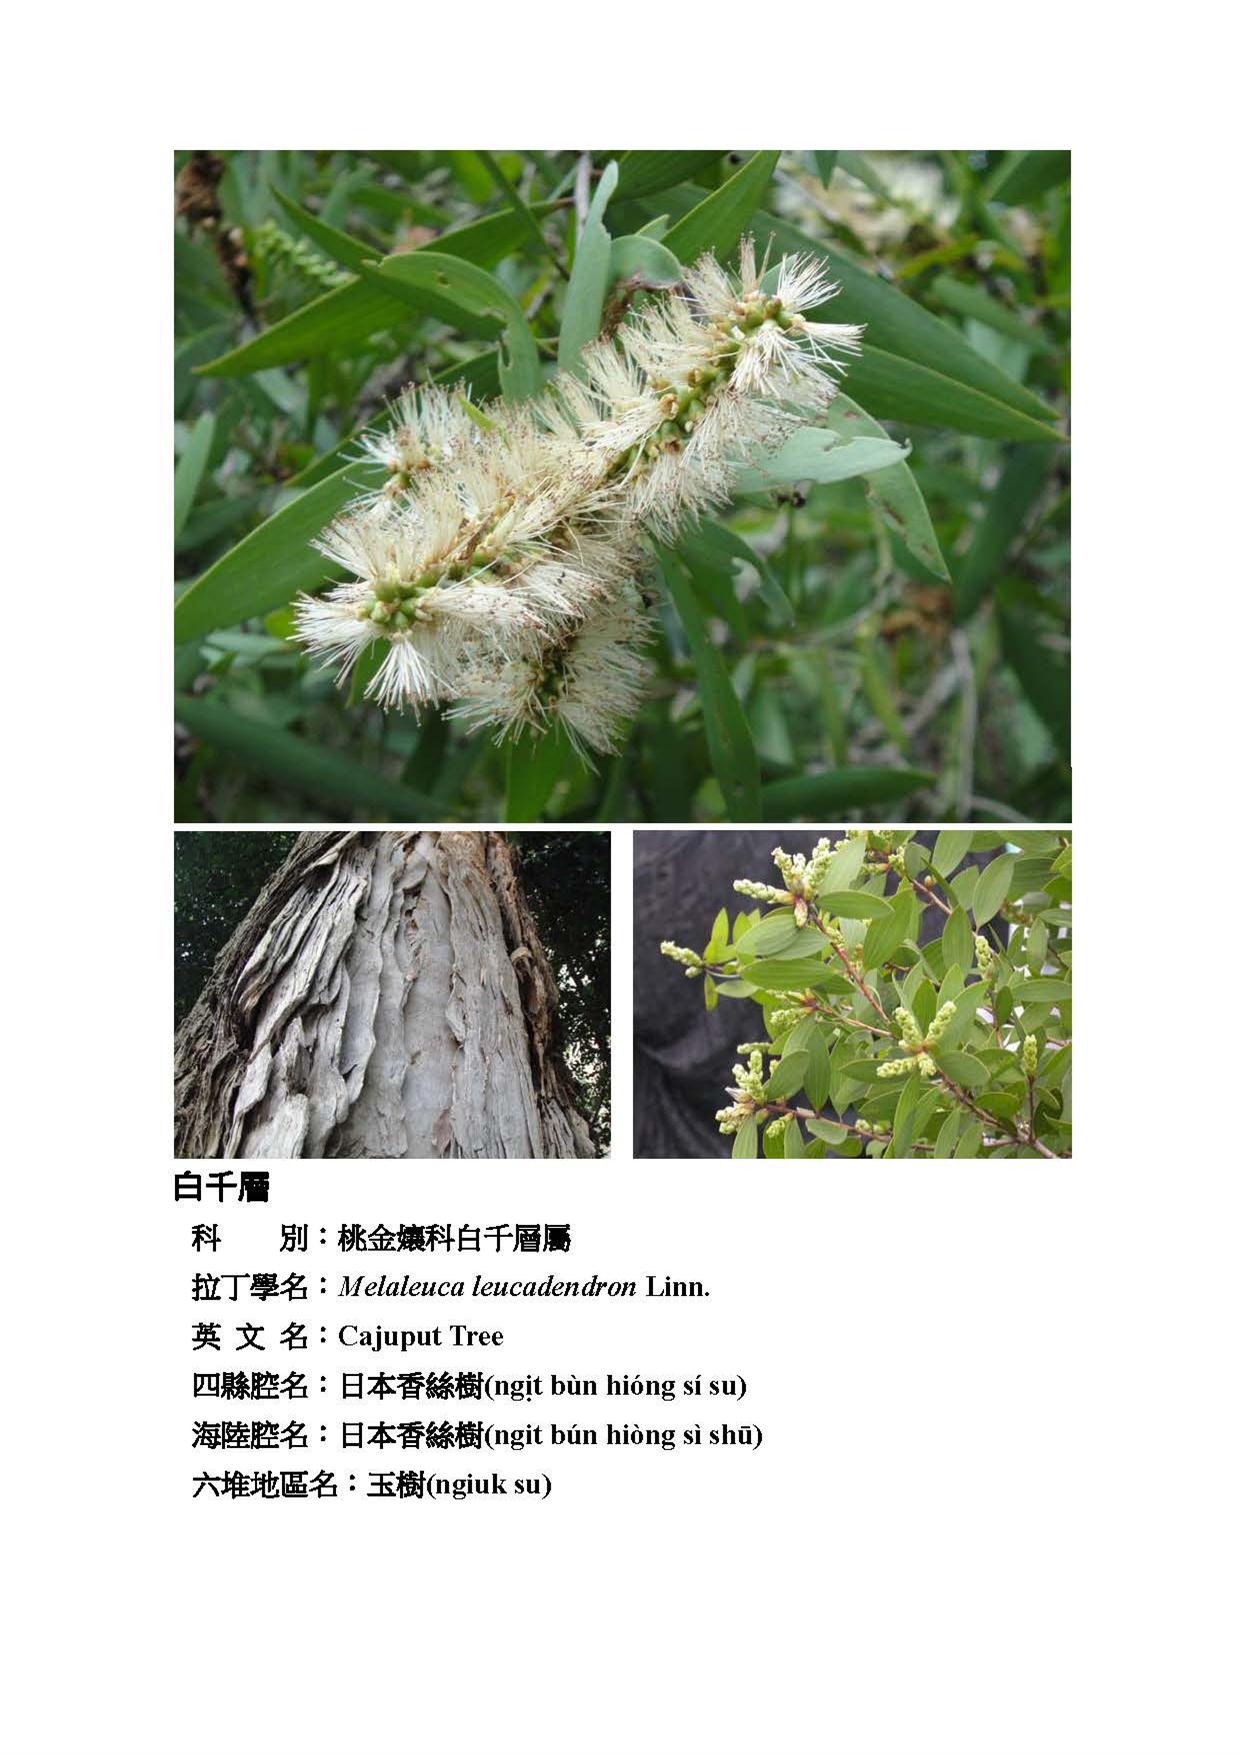 白千層
科　　別：桃金孃科白千層屬
拉丁學名：Melaleuca leucadendron Linn.
英 文 名：Cajuput Tree
四縣腔名：日本香絲樹(ngi̍t bùn hióng sí su)
海陸腔名：日本香絲樹(ngit bún hiòng sì shū)
六堆地區名：玉樹(ngiuk su)